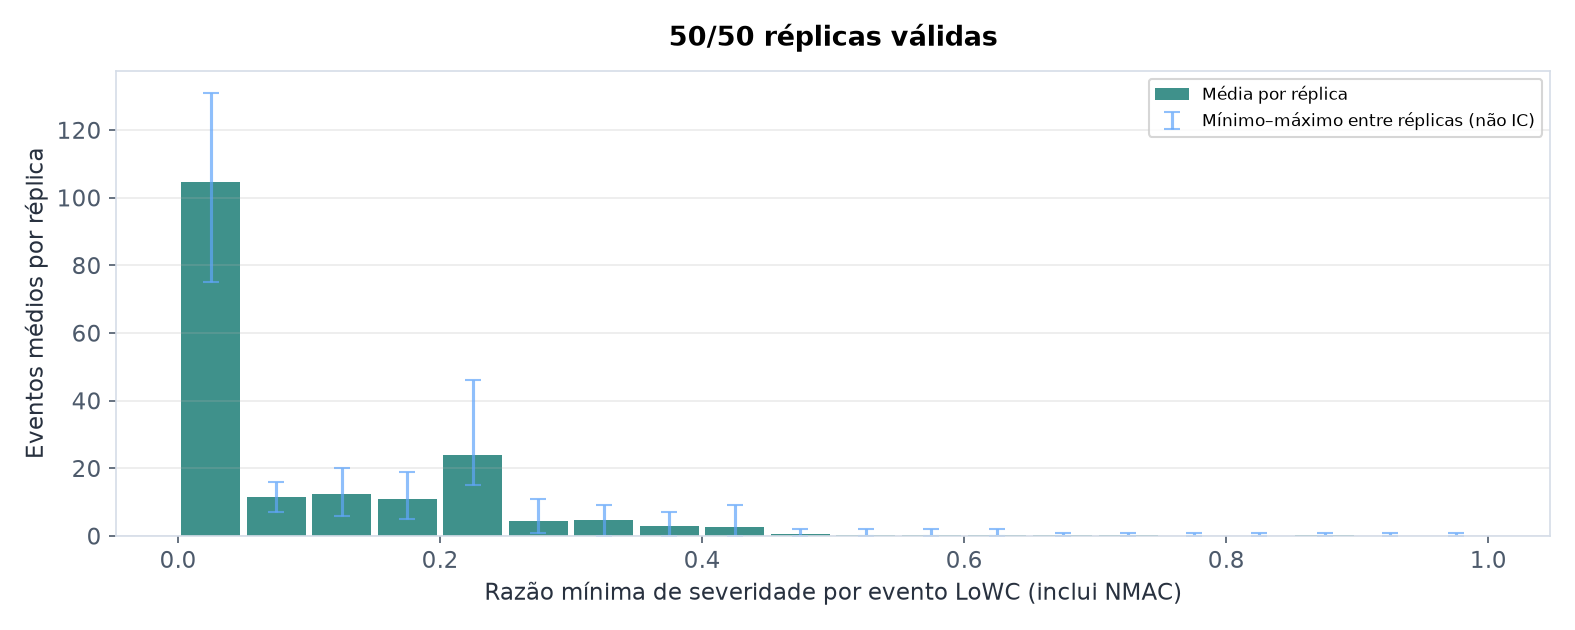 50/50 réplicas válidas
Média por réplica
Mínimo–máximo entre réplicas (não IC)
Eventos médios por réplica
120
100
80
60
40
20
0
0.0 0.2 0.4 0.6 0.8 1.0
Razão mínima de severidade por evento LoWC (inclui NMAC)